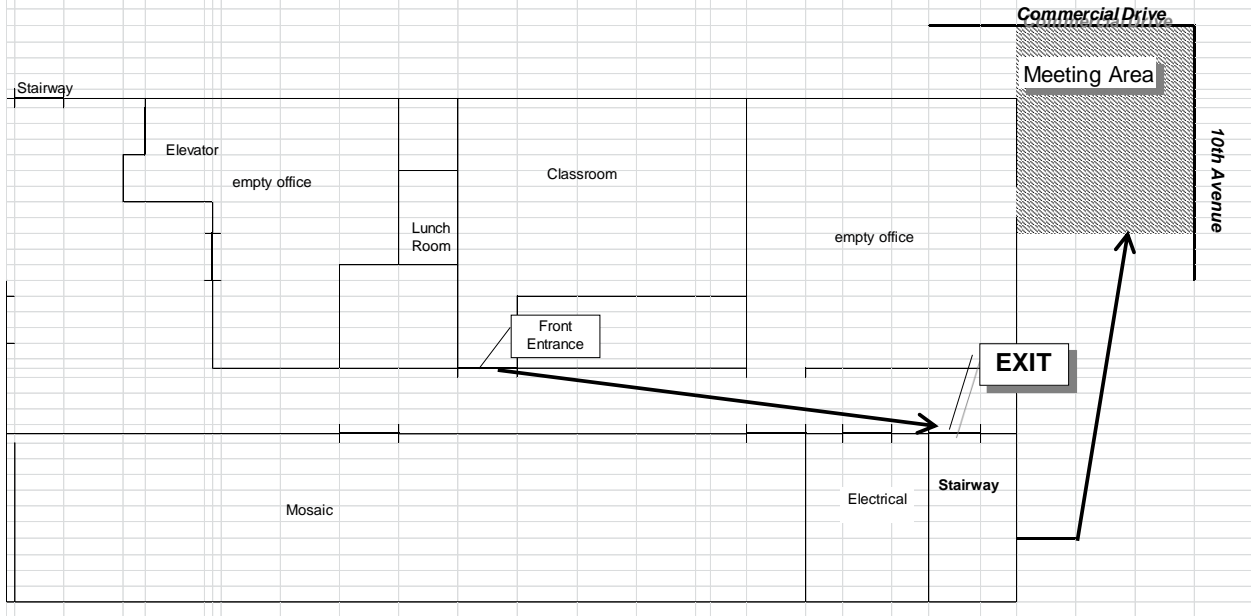 Commercial Drive
Meeting Area
Stairway
10th Avenue
Elevator
empty office
Classroom
Lunch
Room
empty office
Front
Entrance
EXIT
Stairway
Electrical
Mosaic